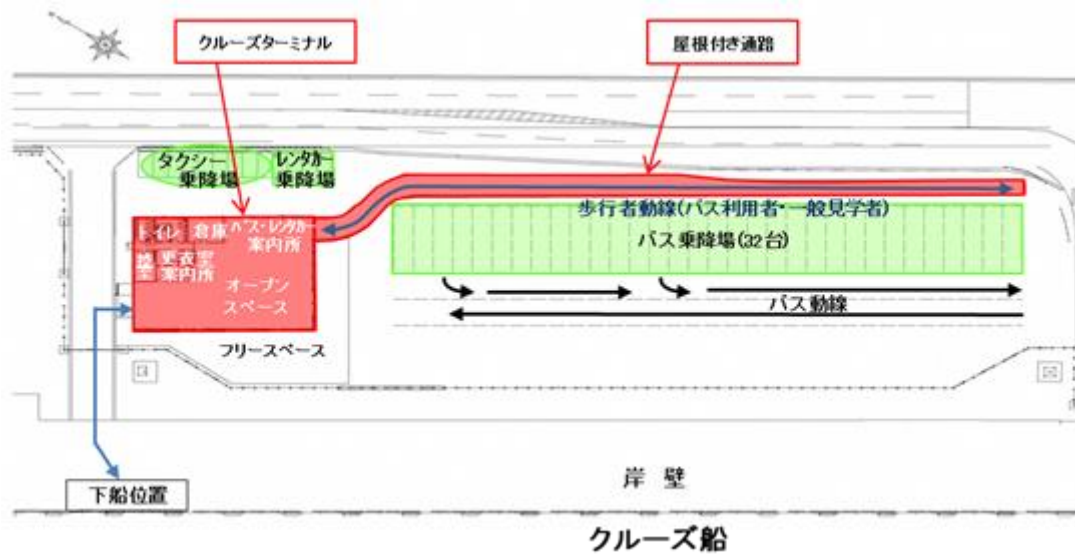 クルーズターミナル
屋根付き通路
タクシー
乗降場
レンタカー
乗降場
歩行者動線(バス利用者・一般見学者)
バス乗降場(32台)
トイレ
倉庫
バス・レンタカー
案内所
更衣室
案内所
オープン
スペース
バス動線
フリースペース
下船位置
岸壁
クルーズ船